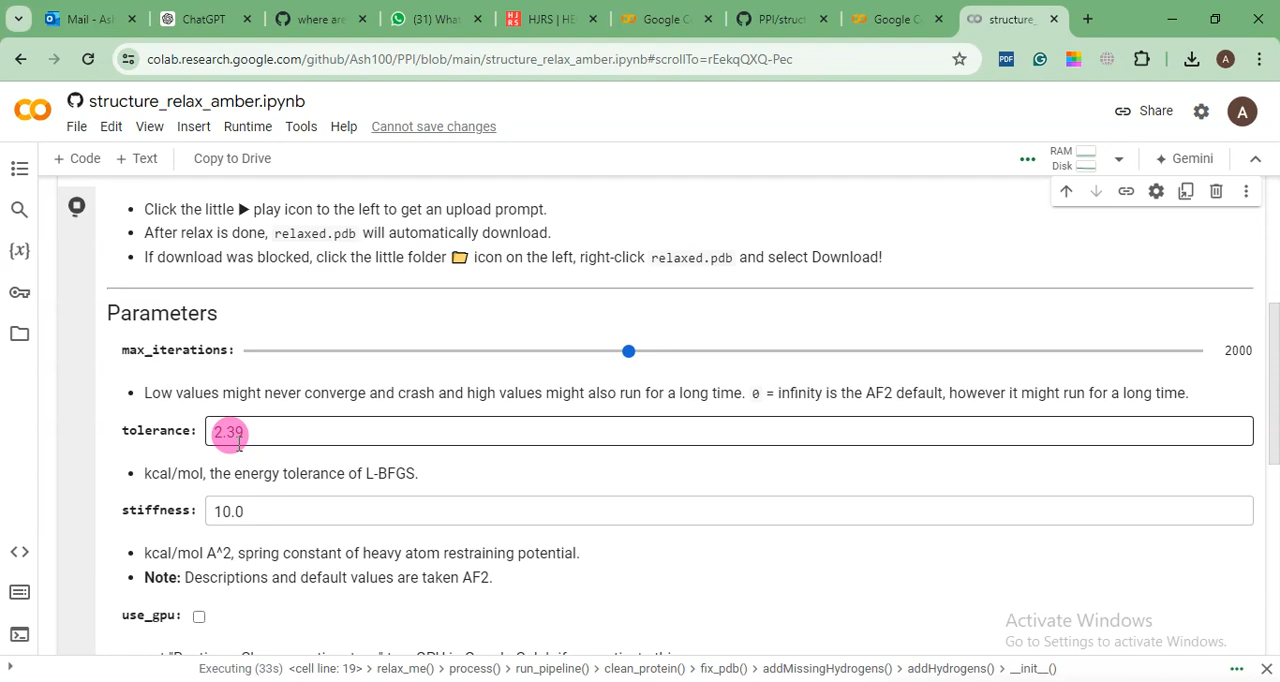 Mail - Asl
ChatGPT
where are
(31) What
HJRS | HE
Google Co
PPI/struct
Google Co
structure_
colab.research.google.com/github/Ash100/PPI/blob/main/structure_relax_amber.ipynb#scrollTo=rEekqQXQ-Pec
PDF
A
CO
structure_relax_amber.ipynb
File Edit View Insert Runtime Tools Help Cannot save changes
Share
A
+ Code + Text Copy to Drive
RAM
Disk
Gemini
• Click the little ▶ play icon to the left to get an upload prompt.
• After relax is done, relaxed.pdb will automatically download.
• If download was blocked, click the little folder 📁 icon on the left, right-click relaxed.pdb and select Download!
Parameters
max_iterations: 2000
• Low values might never converge and crash and high values might also run for a long time. 0 = infinity is the AF2 default, however it might run for a long time.
tolerance: 2.39
• kcal/mol, the energy tolerance of L-BFGS.
stiffness: 10.0
• kcal/mol A^2, spring constant of heavy atom restraining potential.
• Note: Descriptions and default values are taken AF2.
use_gpu:
Activate Windows
Go to Settings to activate Windows.
Executing (33s) <cell line: 19> > relax_me() > process() > run_pipeline() > clean_protein() > fix_pdb() > addMissingHydrogens() > addHydrogens() > __init__()